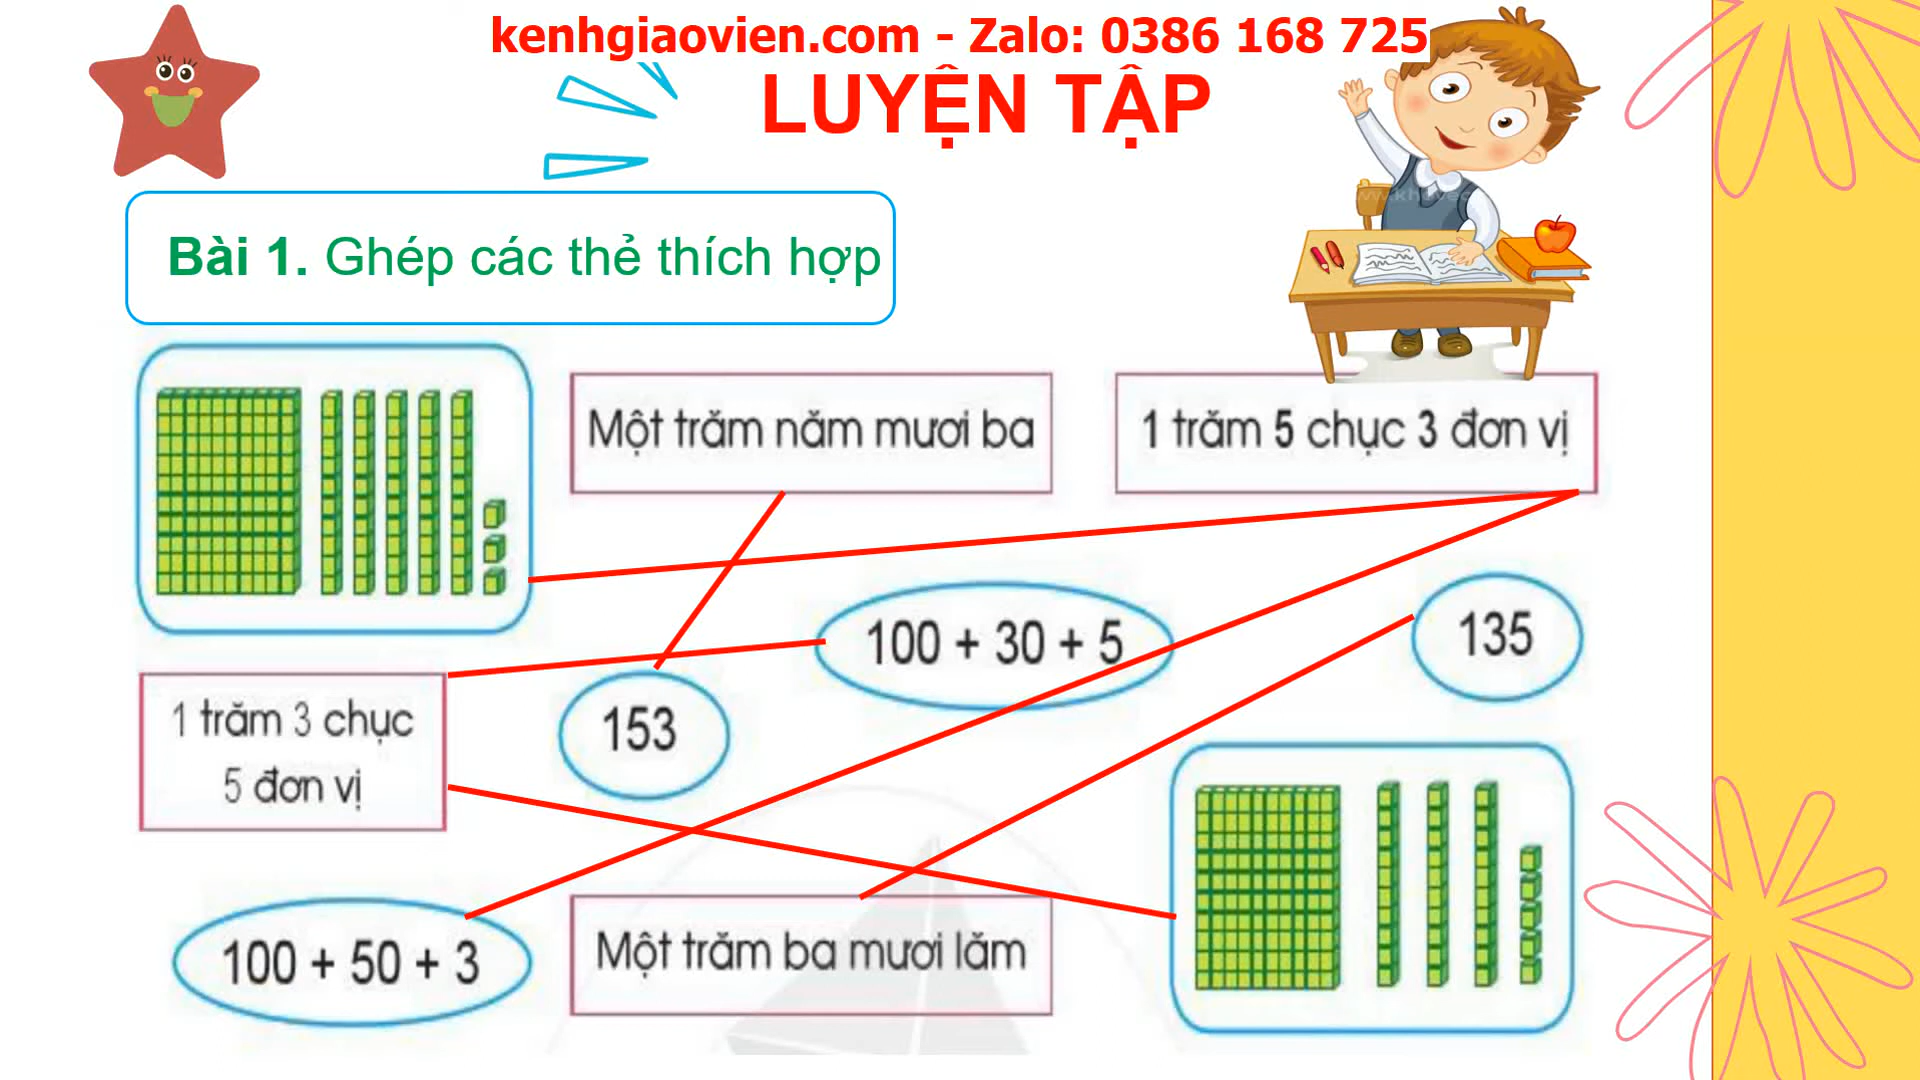 kenhgiaovien.com - Zalo: 0386 168 725
LUYỆN TẬP
Bài 1. Ghép các thẻ thích hợp
Một trăm năm mươi ba
1 trăm 5 chục 3 đơn vị
100 + 30 + 5
135
1 trăm 3 chục
5 đơn vị
153
100 + 50 + 3
Một trăm ba mươi lăm